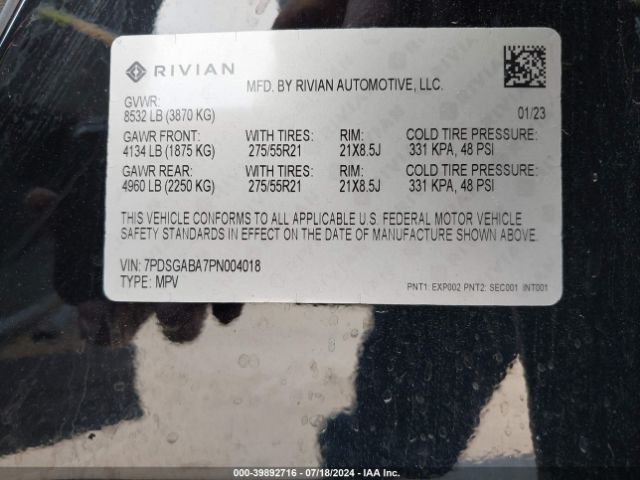 RIVIAN
MFD. BY RIVIAN AUTOMOTIVE, LLC.
GVWR:
8532 LB (3870 KG) 01/23
GAWR FRONT: WITH TIRES: RIM: COLD TIRE PRESSURE:
4134 LB (1875 KG) 275/55R21 21X8.5J 331 KPA, 48 PSI
GAWR REAR: WITH TIRES: RIM: COLD TIRE PRESSURE:
4960 LB (2250 KG) 275/55R21 21X8.5J 331 KPA, 48 PSI
THIS VEHICLE CONFORMS TO ALL APPLICABLE U.S. FEDERAL MOTOR VEHICLE
SAFETY STANDARDS IN EFFECT ON THE DATE OF MANUFACTURE SHOWN ABOVE.
VIN: 7PDSGABA7PN004018
TYPE: MPV
PNT1: EXP002 PNT2: SEC001 INT001
000-39892716 - 07/18/2024 - IAA Inc.